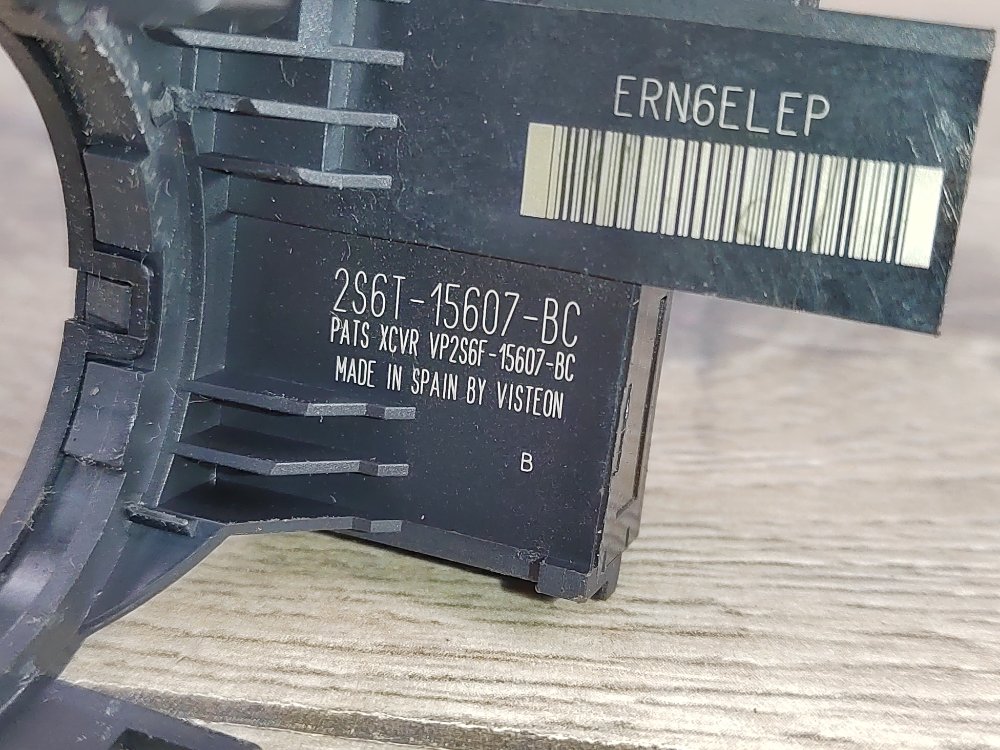 ERN6ELEP
2S6T-15607-BC
PATS XCVR VP2S6F-15607-BC
MADE IN SPAIN BY VISTEON
B